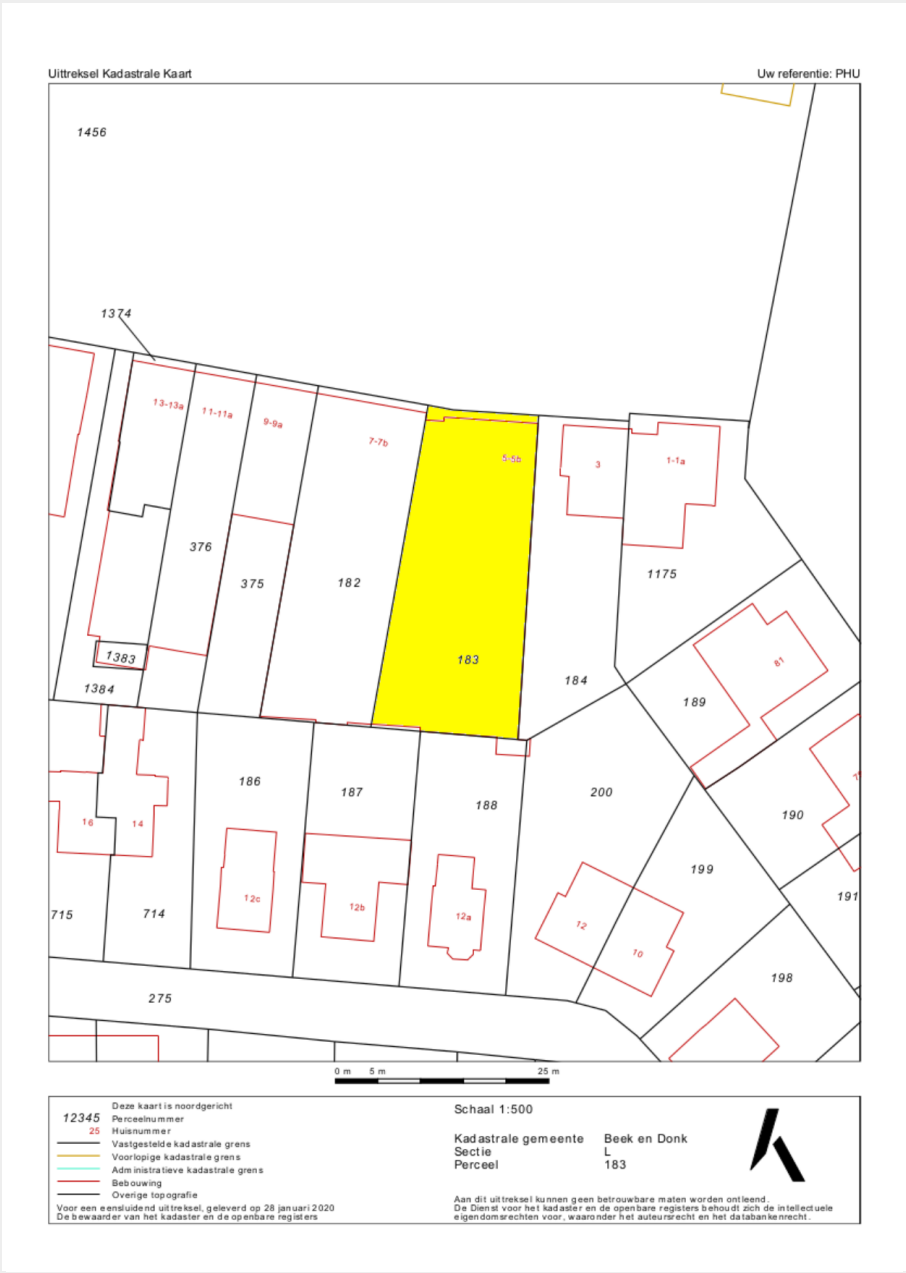 Uittreksel Kadastrale Kaart
Uw referentie: PHU
1456
1374
13-13a
11-11a
9-9a
7-7b
5-5b
3
1-1a
376
375
182
1175
183
1383
1384
184
81
189
186
187
188
200
190
16
14
12c
12b
12a
12
10
199
191
715
714
198
275
0 m 5 m 25 m
Deze kaart is noordgericht
12345 Perceelnummer
25 Huisnummer
Vastgestelde kadastrale grens
Voorlopige kadastrale grens
Administratieve kadastrale grens
Bebouwing
Overige topografie
Voor een eensluidend uittreksel, geleverd op 28 januari 2020
De bewaarder van het kadaster en de openbare registers
Schaal 1:500
Kadastrale gemeente Beek en Donk
Sectie L
Perceel 183
Aan dit uittreksel kunnen geen betrouwbare maten worden ontleend.
De Dienst voor het kadaster en de openbare registers behoudt zich de intellectuele
eigendomsrechten voor, waaronder het auteursrecht en het databankenrecht.